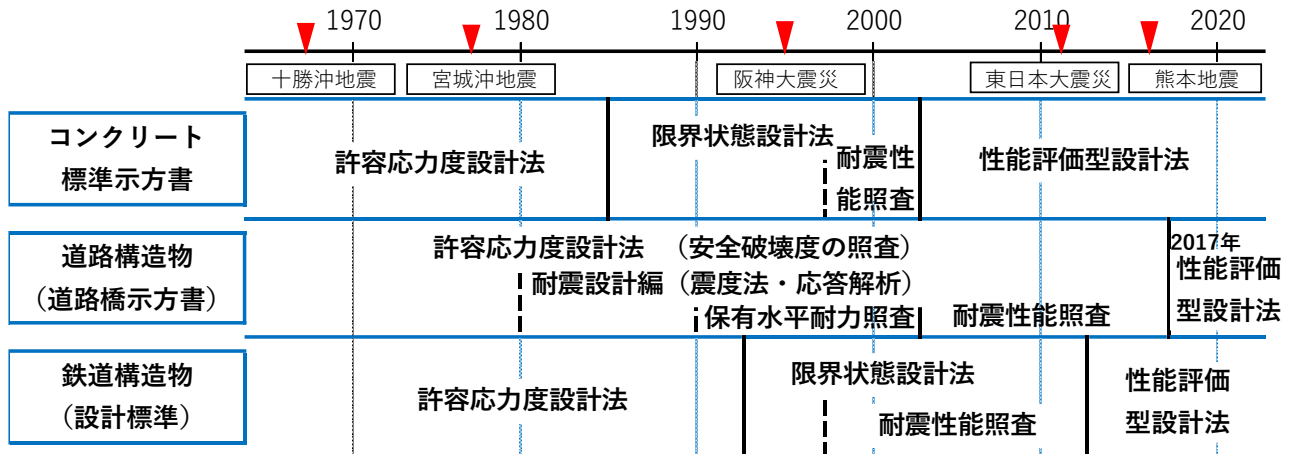 1970 1980 1990 2000 2010 2020
十勝沖地震 宮城沖地震 阪神大震災 東日本大震災 熊本地震
コンクリート
標準示方書
許容応力度設計法
限界状態設計法
耐震性
能照査
性能評価型設計法
道路構造物
（道路橋示方書）
許容応力度設計法 （安全破壊度の照査）
耐震設計編（震度法・応答解析）
保有水平耐力照査
耐震性能照査
2017年
性能評価
型設計法
鉄道構造物
（設計標準）
許容応力度設計法
限界状態設計法
耐震性能照査
性能評価
型設計法